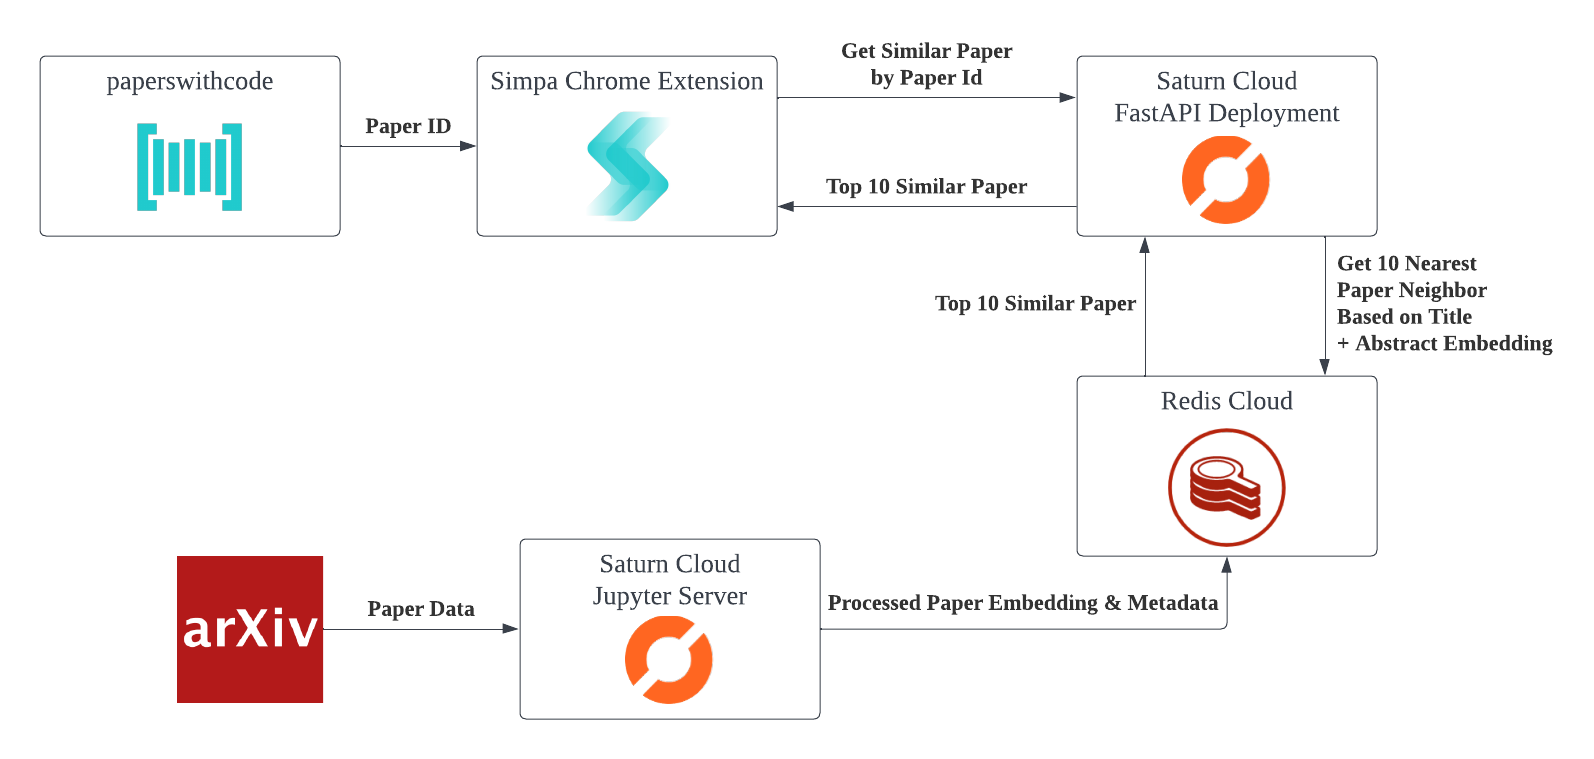 paperswithcode
Paper ID
Simpa Chrome Extension
Get Similar Paper
by Paper Id
Top 10 Similar Paper
Saturn Cloud
FastAPI Deployment
Top 10 Similar Paper
Get 10 Nearest
Paper Neighbor
Based on Title
+ Abstract Embedding
Redis Cloud
arXiv
Paper Data
Saturn Cloud
Jupyter Server
Processed Paper Embedding & Metadata